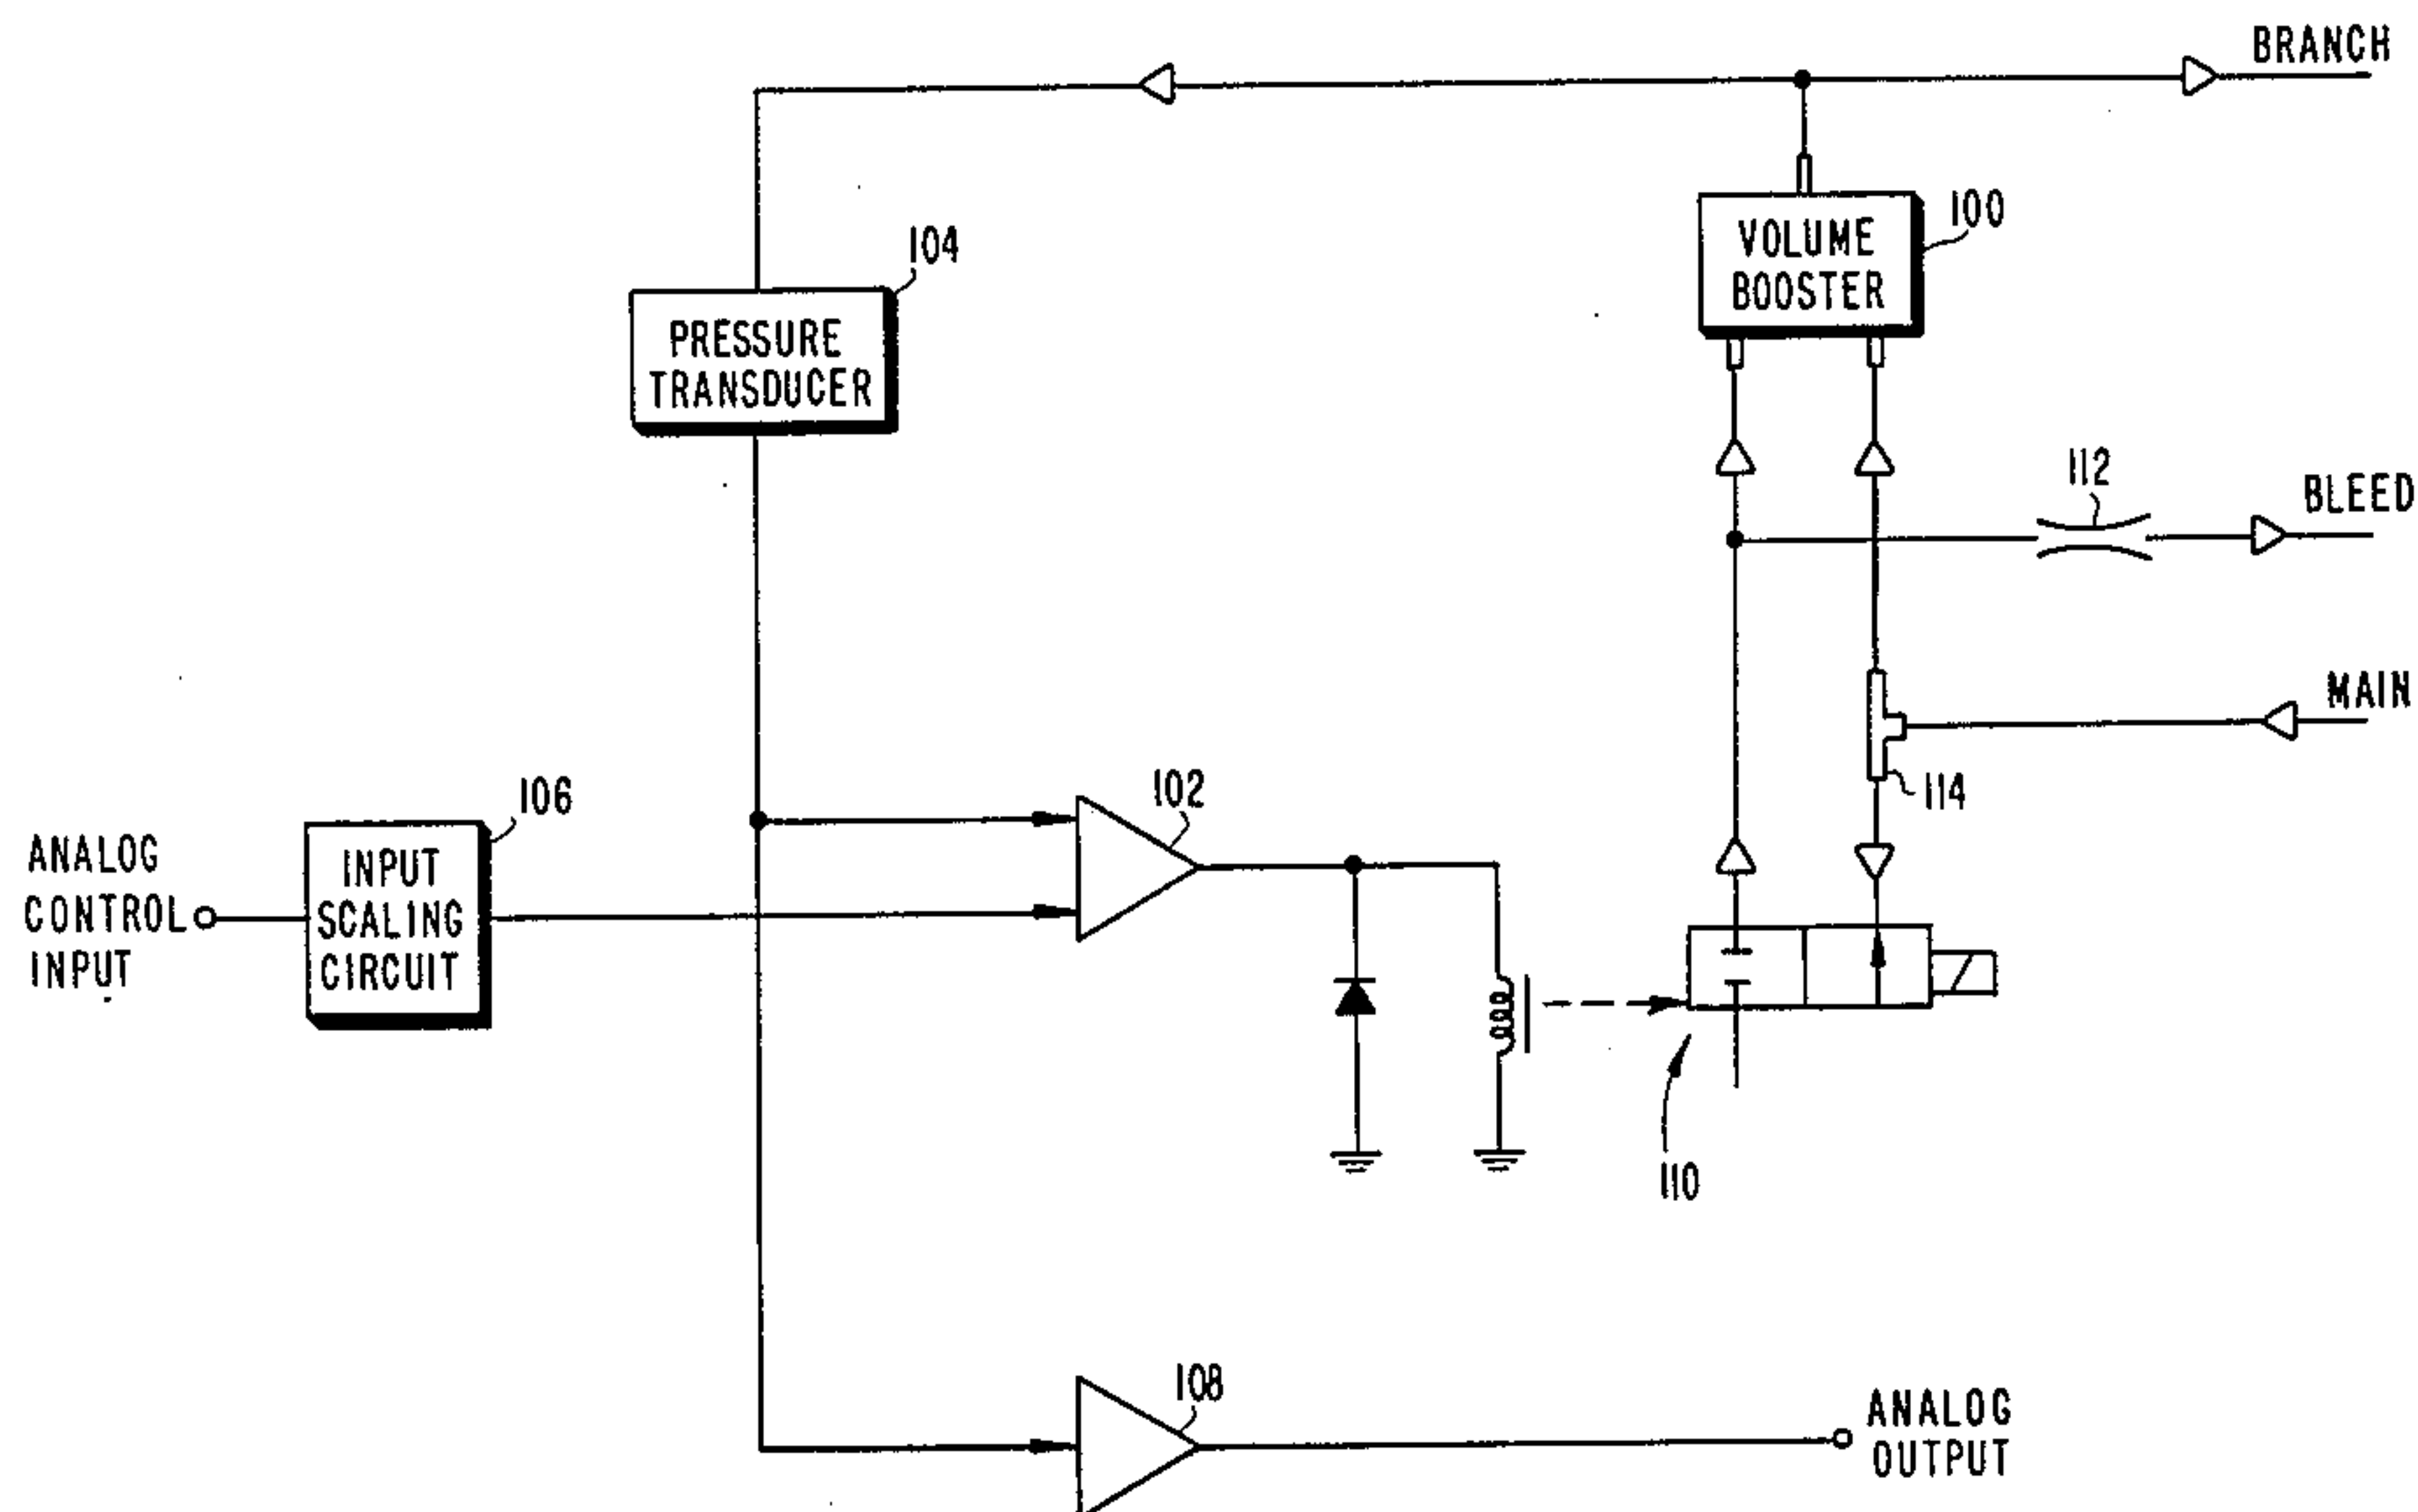 BRANCH
VOLUME
BOOSTER
100
104
PRESSURE
TRANSDUCER
112
BLEED
MAIN
114
102
106
ANALOG
CONTROL
INPUT
INPUT
SCALING
CIRCUIT
110
108
ANALOG
OUTPUT